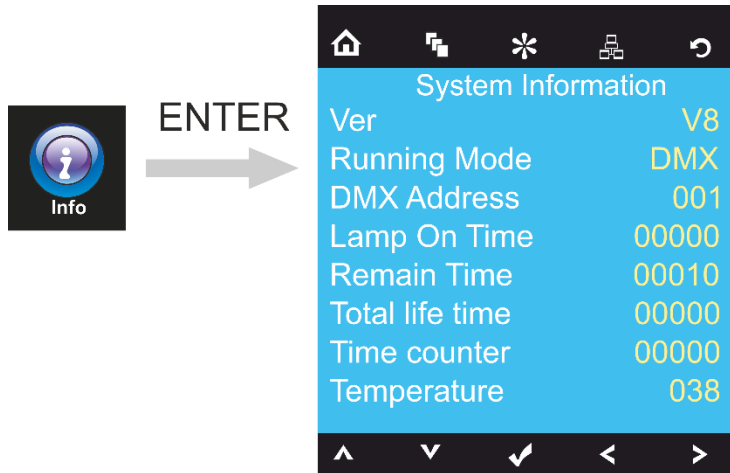 Info
ENTER
System Information
Ver V8
Running Mode DMX
DMX Address 001
Lamp On Time 00000
Remain Time 00010
Total life time 00000
Time counter 00000
Temperature 038